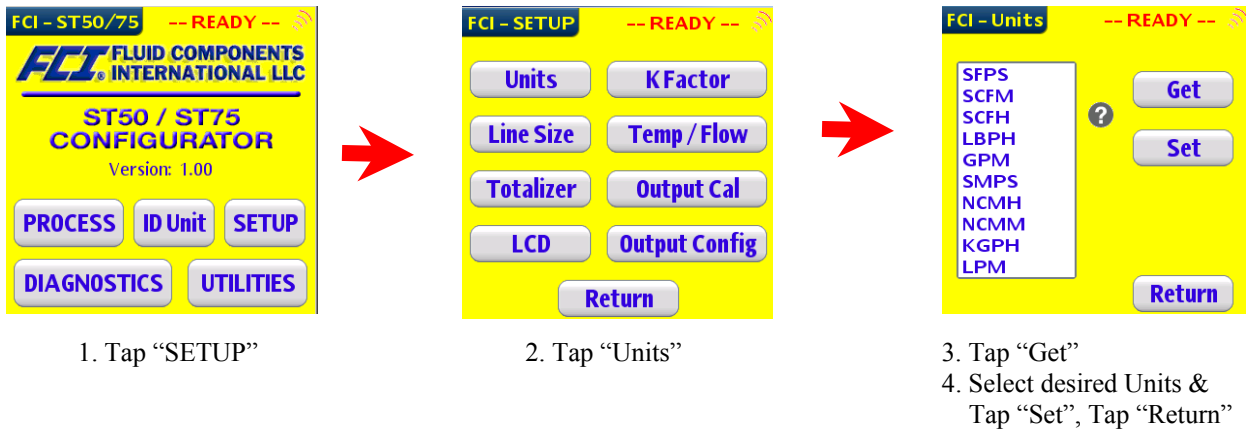 FCI – ST50/75 -- READY --
FCI® FLUID COMPONENTS
INTERNATIONAL LLC
ST50 / ST75
CONFIGURATOR
Version: 1.00
PROCESS ID Unit SETUP
DIAGNOSTICS UTILITIES
1. Tap “SETUP”
FCI – SETUP -- READY --
Units K Factor
Line Size Temp / Flow
Totalizer Output Cal
LCD Output Config
Return
2. Tap “Units”
FCI – Units -- READY --
SFPS
SCFM
SCFH
LBPH
GPM
SMPS
NCMH
NCMM
KGPH
LPM
?
Get
Set
Return
3. Tap “Get”
4. Select desired Units &
Tap “Set”, Tap “Return”